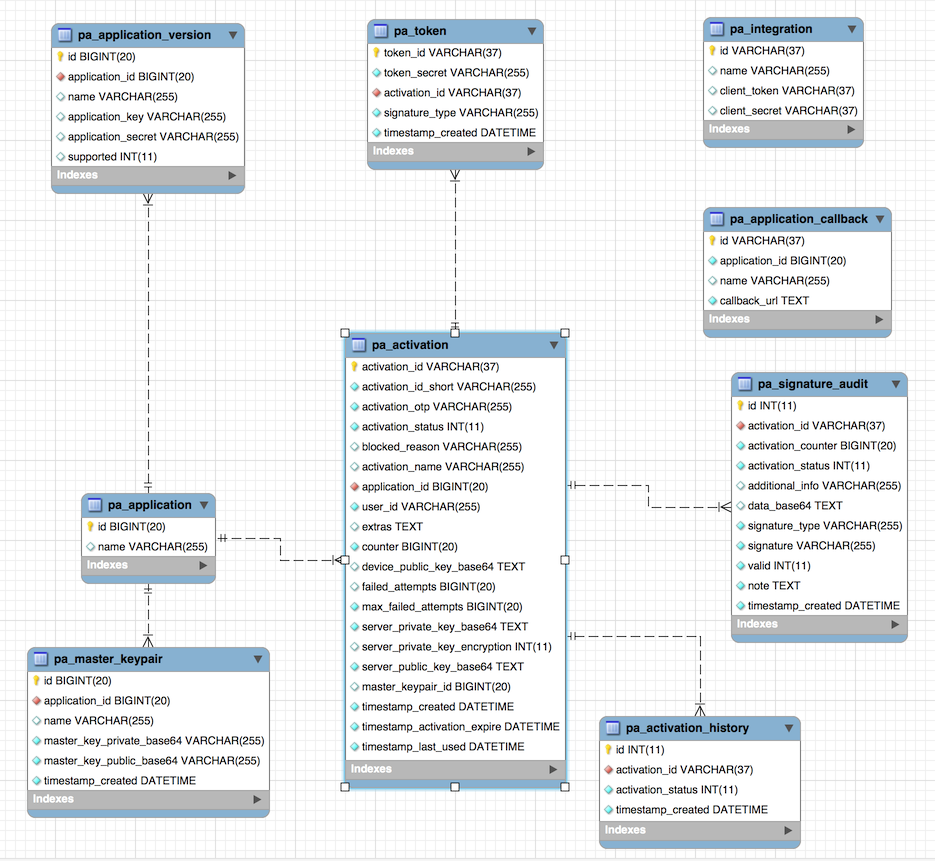 pa_application_version
id BIGINT(20)
application_id BIGINT(20)
name VARCHAR(255)
application_key VARCHAR(255)
application_secret VARCHAR(255)
supported INT(11)
Indexes
pa_token
token_id VARCHAR(37)
token_secret VARCHAR(255)
activation_id VARCHAR(37)
signature_type VARCHAR(255)
timestamp_created DATETIME
Indexes
pa_integration
id VARCHAR(37)
name VARCHAR(255)
client_token VARCHAR(37)
client_secret VARCHAR(37)
Indexes
pa_application_callback
id VARCHAR(37)
application_id BIGINT(20)
name VARCHAR(255)
callback_url TEXT
Indexes
pa_activation
activation_id VARCHAR(37)
activation_id_short VARCHAR(255)
activation_otp VARCHAR(255)
activation_status INT(11)
blocked_reason VARCHAR(255)
activation_name VARCHAR(255)
application_id BIGINT(20)
user_id VARCHAR(255)
extras TEXT
counter BIGINT(20)
device_public_key_base64 TEXT
failed_attempts BIGINT(20)
max_failed_attempts BIGINT(20)
server_private_key_base64 TEXT
server_private_key_encryption INT(11)
server_public_key_base64 TEXT
master_keypair_id BIGINT(20)
timestamp_created DATETIME
timestamp_activation_expire DATETIME
timestamp_last_used DATETIME
Indexes
pa_signature_audit
id INT(11)
activation_id VARCHAR(37)
activation_counter BIGINT(20)
activation_status INT(11)
additional_info VARCHAR(255)
data_base64 TEXT
signature_type VARCHAR(255)
signature VARCHAR(255)
valid INT(11)
note TEXT
timestamp_created DATETIME
Indexes
pa_application
id BIGINT(20)
name VARCHAR(255)
Indexes
pa_master_keypair
id BIGINT(20)
application_id BIGINT(20)
name VARCHAR(255)
master_key_private_base64 VARCHAR(255)
master_key_public_base64 VARCHAR(255)
timestamp_created DATETIME
Indexes
pa_activation_history
id INT(11)
activation_id VARCHAR(37)
activation_status INT(11)
timestamp_created DATETIME
Indexes